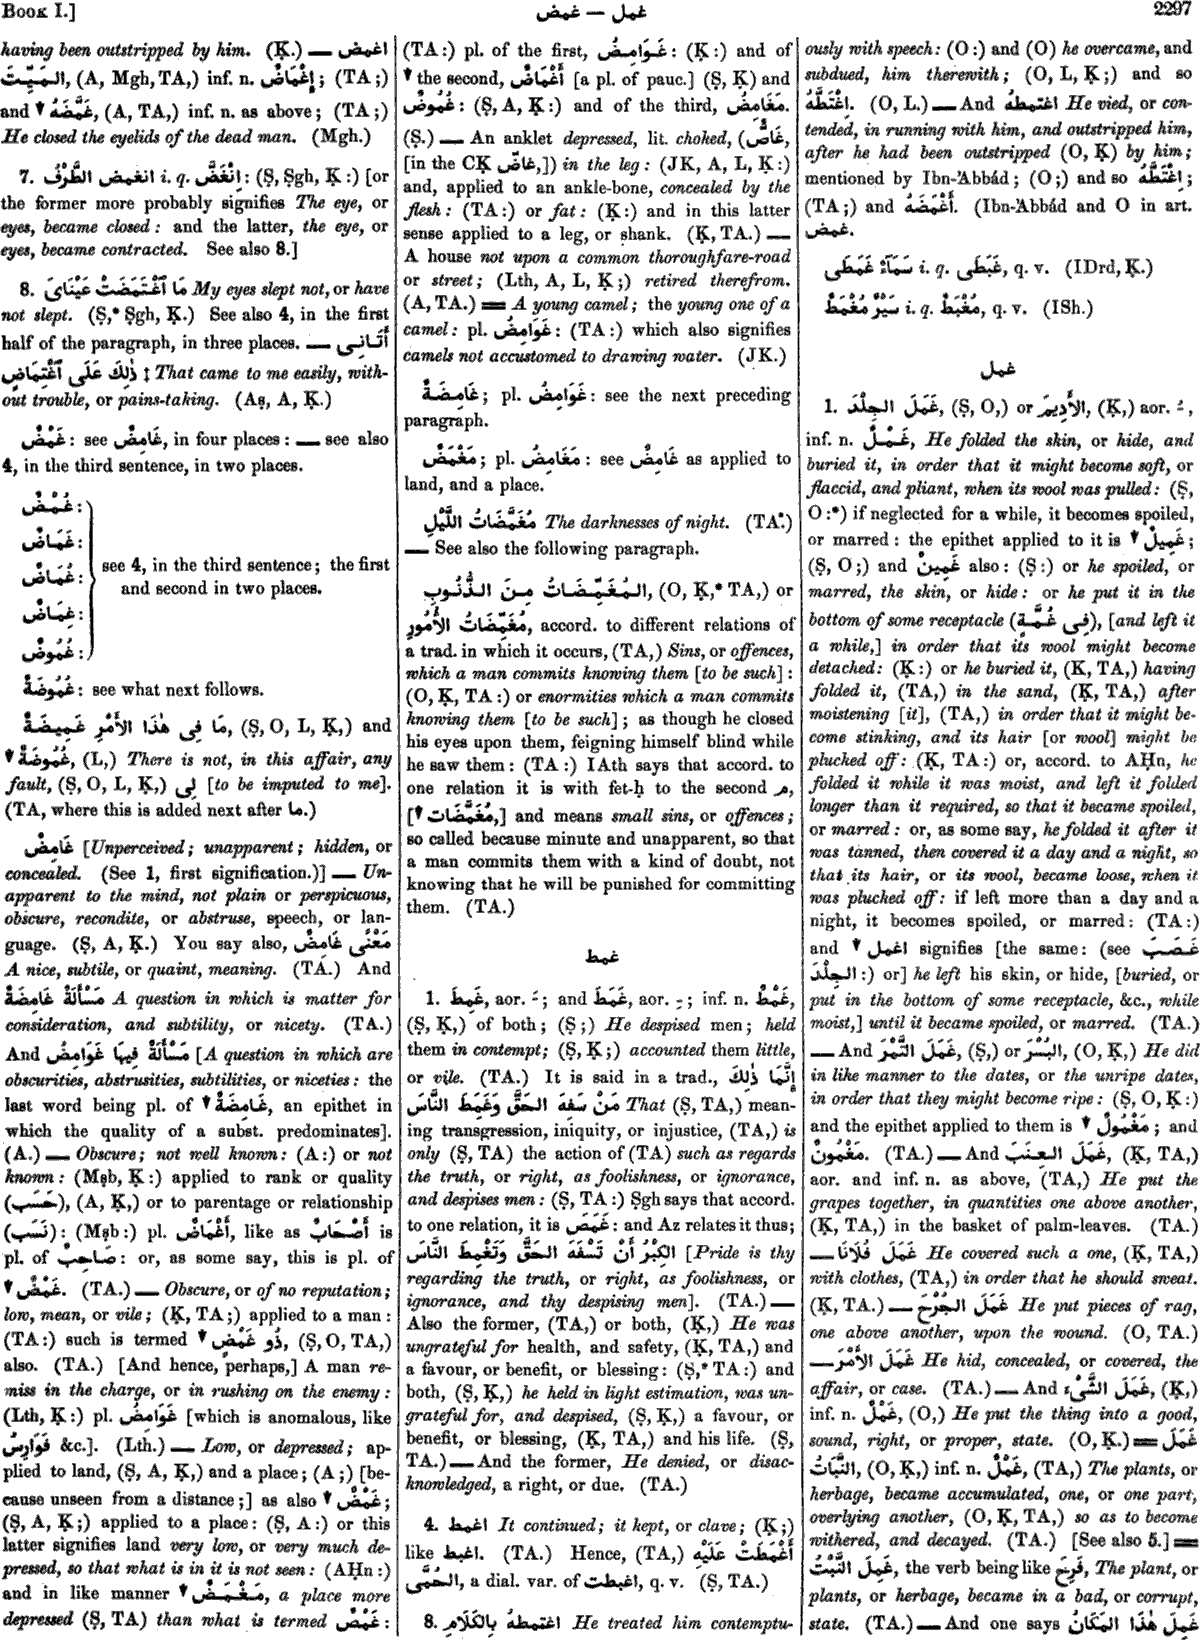 BOOK I.]
غمض — غمل
2297
having been outstripped by him. (Ḳ.) — اغمض
المَيِّتَ, (A, Mgh, TA,) inf. n. إِغْمَاضٌ; (TA;)
and ▼ غَمَّضَهُ, (A, TA,) inf. n. as above; (TA;)
He closed the eyelids of the dead man. (Mgh.)
7. انغمض الطَّرْفُ i. q. اِنْغَضَّ: (Ṣ, Ṣgh, Ḳ:) [or
the former more probably signifies The eye, or
eyes, became closed: and the latter, the eye, or
eyes, became contracted. See also 8.]
8. مَا ٱغْتَمَضَتْ عَيْنَاىَ My eyes slept not, or have
not slept. (Ṣ,* Ṣgh, Ḳ.) See also 4, in the first
half of the paragraph, in three places. — أَتَانِى
ذٰلِكَ عَلَى ٱغْتِمَاضٍ ‡ That came to me easily, with-
out trouble, or pains-taking. (Aṣ, A, Ḳ.)
غَمْضٌ: see غَامِضٌ, in four places: — see also
4, in the third sentence, in two places.
غُمْضٌ:
غَمَاضٌ:
غُمَاضٌ:
غِمَاضٌ:
غُمُوضٌ:
see 4, in the third sentence; the first
and second in two places.
غُمُوضَةٌ: see what next follows.
مَا فِى هٰذَا الأَمْرِ غَمِيضَةٌ, (Ṣ, O, L, Ḳ,) and
▼ غُمُوضَةٌ, (L,) There is not, in this affair, any
fault, (Ṣ, O, L, Ḳ,) لِى [to be imputed to me].
(TA, where this is added next after ما.)
غَامِضٌ [Unperceived; unapparent; hidden, or
concealed. (See 1, first signification.)] — Un-
apparent to the mind, not plain or perspicuous,
obscure, recondite, or abstruse, speech, or lan-
guage. (Ṣ, A, Ḳ.) You say also, مَعْنًى غَامِضٌ
A nice, subtile, or quaint, meaning. (TA.) And
مَسْأَلَةٌ غَامِضَةٌ A question in which is matter for
consideration, and subtility, or nicety. (TA.)
And مَسْأَلَةٌ فِيهَا غَوَامِضُ [A question in which are
obscurities, abstrusities, subtilities, or niceties: the
last word being pl. of ▼ غَامِضَةٌ, an epithet in
which the quality of a subst. predominates].
(A.) — Obscure; not well known: (A:) or not
known: (Mṣb, Ḳ:) applied to rank or quality
(حَسَب), (A, Ḳ,) or to parentage or relationship
(نَسَب): (Mṣb:) pl. أَغْمَاضٌ, like as أَصْحَابٌ is
pl. of صَاحِبٌ: or, as some say, this is pl. of
▼ غَمْضٌ. (TA.) — Obscure, or of no reputation;
low, mean, or vile; (Ḳ, TA;) applied to a man:
(TA:) such is termed ▼ ذُو غَمْضٍ, (Ṣ, O, TA,)
also. (TA.) [And hence, perhaps,] A man re-
miss in the charge, or in rushing on the enemy:
(Lth, Ḳ:) pl. غَوَامِضُ [which is anomalous, like
فَوَارِسُ &c.]. (Lth.) — Low, or depressed; ap-
plied to land, (Ṣ, A, Ḳ,) and a place; (A;) [be-
cause unseen from a distance;] as also ▼ غَمْضٌ;
(Ṣ, A, Ḳ;) applied to a place: (Ṣ, A:) or this
latter signifies land very low, or very much de-
pressed, so that what is in it is not seen: (AḤn:)
and in like manner ▼ مَغْمَضٌ, a place more
depressed (Ṣ, TA) than what is termed غَمْضٌ:
(TA:) pl. of the first, غَوَامِضُ: (Ḳ:) and of
▼ the second, أَغْمَاضٌ [a pl. of pauc.] (Ṣ, Ḳ) and
غُمُوضٌ: (Ṣ, A, Ḳ:) and of the third, مَغَامِضُ.
(Ṣ.) — An anklet depressed, lit. choked, (غَاصٌّ,
[in the CḲ غَاضٌّ,]) in the leg: (JK, A, L, Ḳ:)
and, applied to an ankle-bone, concealed by the
flesh: (TA:) or fat: (Ḳ:) and in this latter
sense applied to a leg, or shank. (Ḳ, TA.) —
A house not upon a common thoroughfare-road
or street; (Lth, A, L, Ḳ;) retired therefrom.
(A, TA.) = A young camel; the young one of a
camel: pl. غَوَامِضُ: (TA:) which also signifies
camels not accustomed to drawing water. (JK.)
غَامِضَةٌ; pl. غَوَامِضُ: see the next preceding
paragraph.
مَغْمَضٌ; pl. مَغَامِضُ: see غَامِضٌ as applied to
land, and a place.
مُغَمَّضَاتُ اللَّيْلِ The darknesses of night. (TA.)
— See also the following paragraph.
المُغَمِّضَاتُ مِنَ الذُّنُوبِ, (O, Ḳ,* TA,) or
مُغَمِّضَاتُ الأُمُورِ, accord. to different relations of
a trad. in which it occurs, (TA,) Sins, or offences,
which a man commits knowing them [to be such]:
(O, Ḳ, TA:) or enormities which a man commits
knowing them [to be such]; as though he closed
his eyes upon them, feigning himself blind while
he saw them: (TA:) IAth says that accord. to
one relation it is with fet-ḥ to the second م,
[▼ مُغَمَّضَات,] and means small sins, or offences;
so called because minute and unapparent, so that
a man commits them with a kind of doubt, not
knowing that he will be punished for committing
them. (TA.)
غمط
1. غَمِطَ, aor. ـَ; and غَمَطَ, aor. ـِ; inf. n. غَمْطٌ,
(Ṣ, Ḳ,) of both; (Ṣ;) He despised men; held
them in contempt; (Ṣ, Ḳ;) accounted them little,
or vile. (TA.) It is said in a trad., إِنَّمَا ذٰلِكَ
مَنْ سَفِهَ الحَقَّ وَغَمِطَ النَّاسَ That (Ṣ, TA,) mean-
ing transgression, iniquity, or injustice, (TA,) is
only (Ṣ, TA) the action of (TA) such as regards
the truth, or right, as foolishness, or ignorance,
and despises men: (Ṣ, TA:) Ṣgh says that accord.
to one relation, it is غَمِصَ: and Az relates it thus;
الكِبْرُ أَنْ تَسْفَهَ الحَقَّ وَتَغْمِطَ النَّاسَ [Pride is thy
regarding the truth, or right, as foolishness, or
ignorance, and thy despising men]. (TA.) —
Also the former, (TA,) or both, (Ḳ,) He was
ungrateful for health, and safety, (Ḳ, TA,) and
a favour, or benefit, or blessing: (Ṣ,* TA:) and
both, (Ṣ, Ḳ,) he held in light estimation, was un-
grateful for, and despised, (Ṣ, Ḳ,) a favour, or
benefit, or blessing, (Ḳ, TA,) and his life. (Ṣ,
TA.) — And the former, He denied, or disac-
knowledged, a right, or due. (TA.)
4. اغمط It continued; it kept, or clave; (Ḳ;)
like اغبط. (TA.) Hence, (TA,) أَغْمَطَتْ عَلَيْهِ
الحُمَّى, a dial. var. of اغبطت, q. v. (Ṣ, TA.)
8. اغتمطهُ بِالكَلَامِ He treated him contemptu-
ously with speech: (O:) and (O) he overcame, and
subdued, him therewith; (O, L, Ḳ;) and so
اِغْتَطَّهُ. (O, L.) — And اغتمطهُ He vied, or con-
tended, in running with him, and outstripped him,
after he had been outstripped (O, Ḳ) by him;
mentioned by Ibn-'Abbád; (O;) and so اغْتَطَّهُ;
(TA;) and أَغْمَضَهُ. (Ibn-'Abbád and O in art.
غمض.
سَمَآءٌ غَمَطَى i. q. غَبَطَى, q. v. (IDrd, Ḳ.)
سَيْرٌ مُغْمَطٌ i. q. مُغْبَطٌ, q. v. (ISh.)
غمل
1. غَمَلَ الجِلْدَ, (Ṣ, O,) or الأَدِيمَ, (Ḳ,) aor. ـُ,
inf. n. غَمْلٌ, He folded the skin, or hide, and
buried it, in order that it might become soft, or
flaccid, and pliant, when its wool was pulled: (Ṣ,
O:*) if neglected for a while, it becomes spoiled,
or marred: the epithet applied to it is ▼ غَمِيلٌ;
(Ṣ, O;) and غَمِينٌ also: (Ṣ:) or he spoiled, or
marred, the skin, or hide: or he put it in the
bottom of some receptacle (فِى غُمَّةٍ), [and left it
a while,] in order that its wool might become
detached: (Ḳ:) or he buried it, (Ḳ, TA,) having
folded it, (TA,) in the sand, (Ḳ, TA,) after
moistening [it], (TA,) in order that it might be-
come stinking, and its hair [or wool] might be
plucked off: (Ḳ, TA:) or, accord. to AḤn, he
folded it while it was moist, and left it folded
longer than it required, so that it became spoiled,
or marred: or, as some say, he folded it after it
was tanned, then covered it a day and a night, so
that its hair, or its wool, became loose, when it
was plucked off: if left more than a day and a
night, it becomes spoiled, or marred: (TA:)
and ▼ اغمل signifies [the same: (see غَصَبَ
الجِلْدَ:) or] he left his skin, or hide, [buried, or
put in the bottom of some receptacle, &c., while
moist,] until it became spoiled, or marred. (TA.)
— And غَمَلَ التَّمْرَ, (Ṣ,) or البُسْرَ, (O, Ḳ,) He did
in like manner to the dates, or the unripe dates,
in order that they might become ripe: (Ṣ, O, Ḳ:)
and the epithet applied to them is ▼ مَغْمُولٌ; and
مَغْمُونٌ. (TA.) — And غَمَلَ العِنَبَ, (Ḳ, TA,)
aor. and inf. n. as above, (TA,) He put the
grapes together, in quantities one above another,
(Ḳ, TA,) in the basket of palm-leaves. (TA.)
— غَمَلَ فُلَانًا He covered such a one, (Ḳ, TA,)
with clothes, (TA,) in order that he should sweat.
(Ḳ, TA.) — غَمَلَ الجُرْحَ He put pieces of rag,
one above another, upon the wound. (O, TA.)
— غَمَلَ الأَمْرَ He hid, concealed, or covered, the
affair, or case. (TA.) — And غَمَلَ الشَّىْءَ, (Ḳ,)
inf. n. غَمْلٌ, (O,) He put the thing into a good,
sound, right, or proper, state. (O, Ḳ.) = غَمَلَ
النَّبَاتُ, (O, Ḳ,) inf. n. غَمْلٌ, (TA,) The plants, or
herbage, became accumulated, one, or one part,
overlying another, (O, Ḳ, TA,) so as to become
withered, and decayed. (TA.) [See also 5.] =
غَمِلَ النَّبْتُ, the verb being like فَرِحَ, The plant, or
plants, or herbage, became in a bad, or corrupt,
state. (TA.) — And one says غَمِلَ هٰذَا المَكَانُ